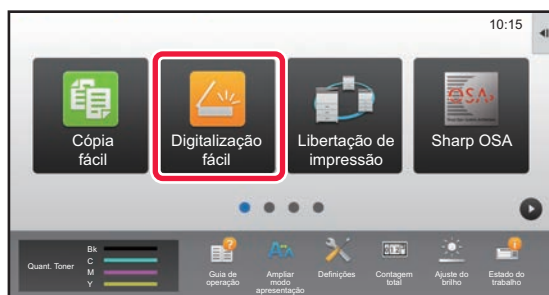 10:15
Cópia
fácil
Digitalização
fácil
Libertação de
impressão
OSA
Sharp OSA
Quant. Toner
Bk
C
M
Y
Guia de
operação
Ampliar
modo
apresentação
Definições
Contagem
total
Ajuste do
brilho
Estado do
trabalho